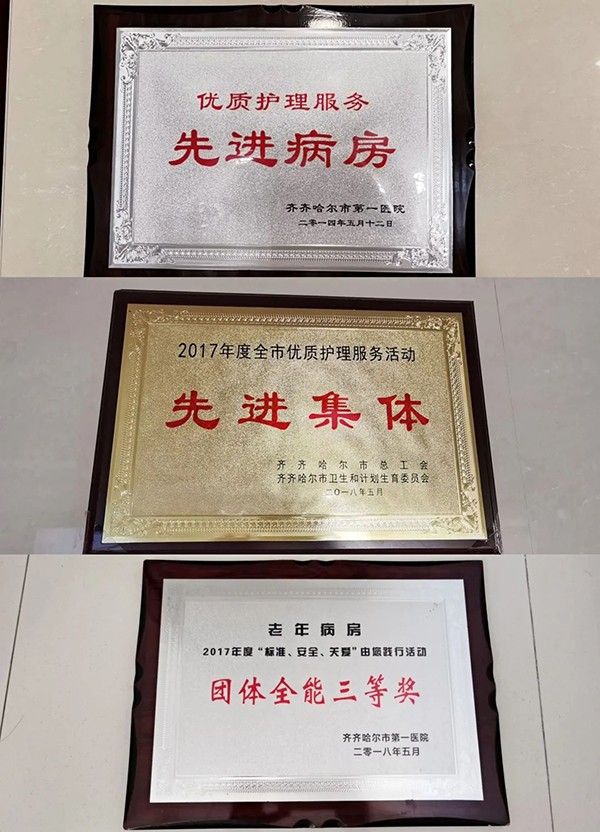 优质护理服务
先进病房
齐齐哈尔市第一医院
二零一四年五月十二日
2017年度全市优质护理服务活动
先进集体
齐齐哈尔市总工会
齐齐哈尔市卫生和计划生育委员会
二〇一八年五月
老年病房
2017年度“标准、安全、关爱”由您践行活动
团体全能三等奖
齐齐哈尔市第一医院
二零一八年五月